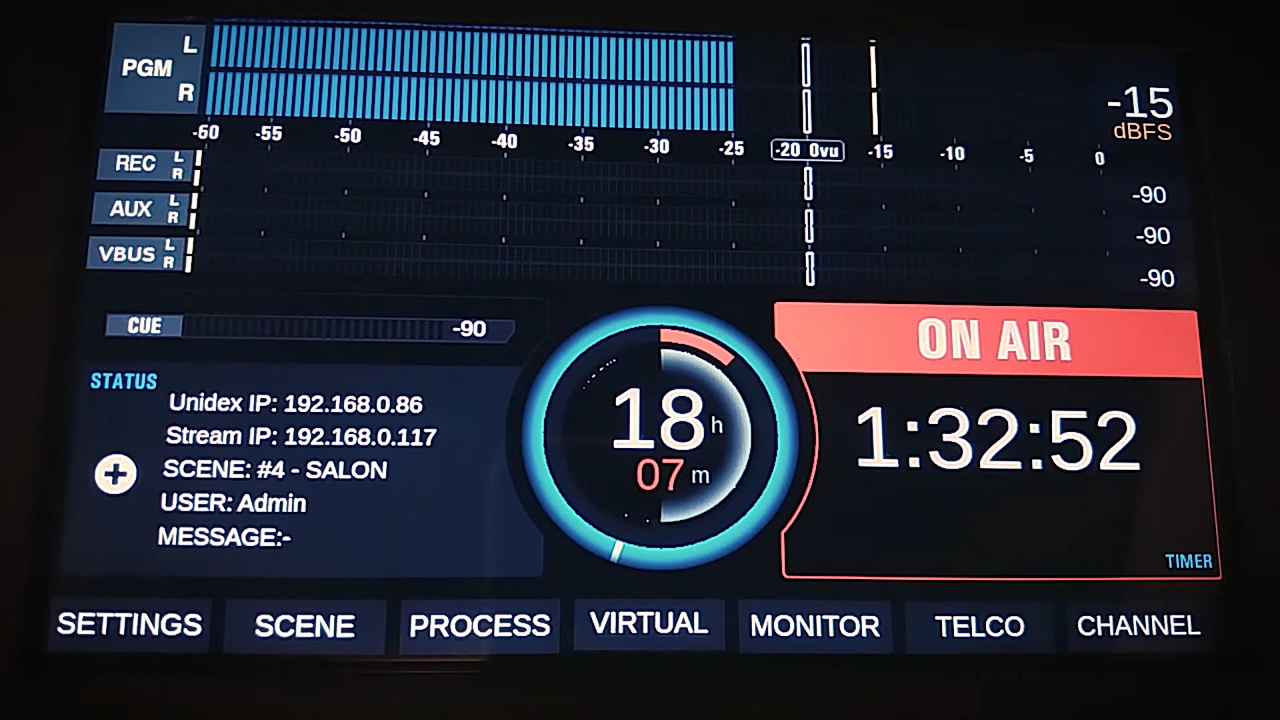 L
PGM
R
-15
dBFS
-60 -55 -50 -45 -40 -35 -30 -25 -20 0vu -15 -10 -5 0
REC L R
-90
AUX L R
-90
VBUS L R
-90
CUE -90
ON AIR
STATUS
Unidex IP: 192.168.0.86
Stream IP: 192.168.0.117
SCENE: #4 - SALON
USER: Admin
MESSAGE:-
18 h
07 m
1:32:52
TIMER
SETTINGS SCENE PROCESS VIRTUAL MONITOR TELCO CHANNEL